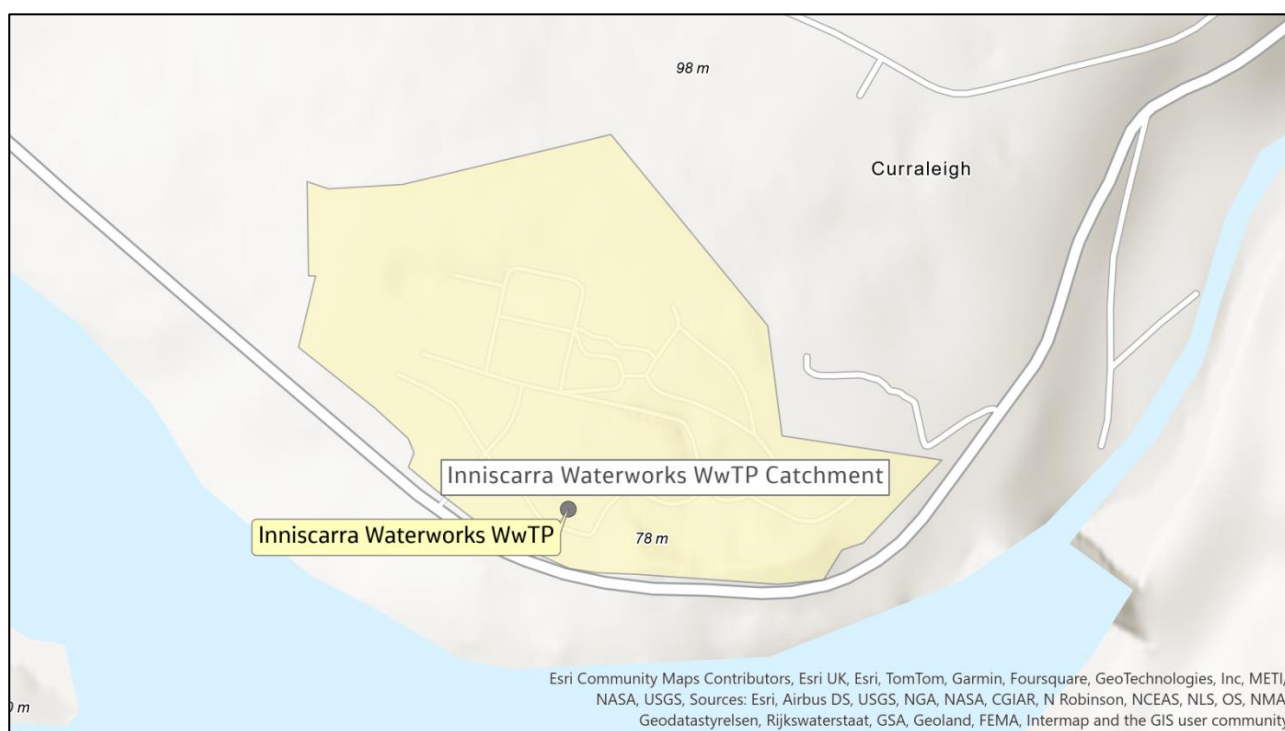 98 m
Curraleigh
Inniscarra Waterworks WwTP Catchment
Inniscarra Waterworks WwTP
78 m
Esri Community Maps Contributors, Esri UK, Esri, TomTom, Garmin, Foursquare, GeoTechnologies, Inc, METI/
NASA, USGS, Sources: Esri, Airbus DS, USGS, NGA, NASA, CGIAR, N Robinson, NCEAS, NLS, OS, NMA,
Geodatastyrelsen, Rijkswaterstaat, GSA, Geoland, FEMA, Intermap and the GIS user community
m